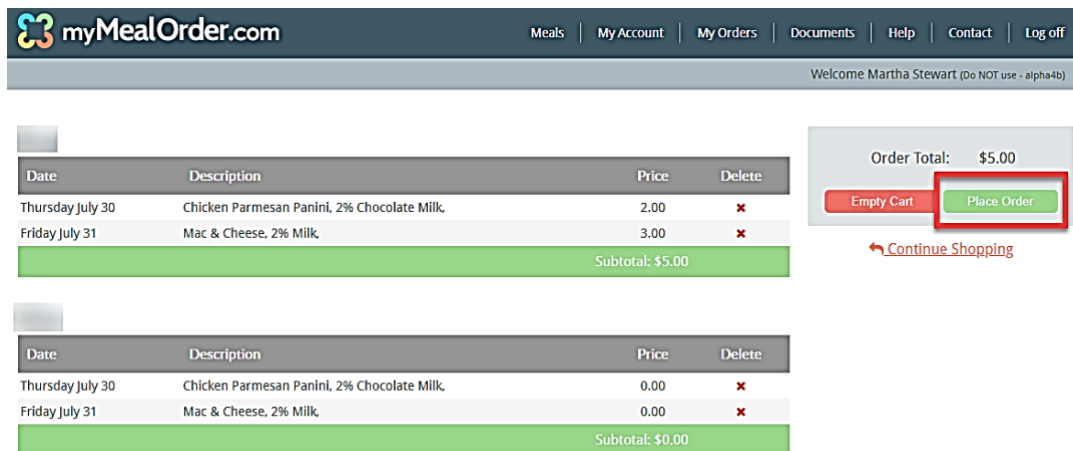 myMealOrder.com
Meals | My Account | My Orders | Documents | Help | Contact | Log off
Welcome Martha Stewart (Do NOT use - alpha4b)
Order Total: $5.00
Empty Cart Place Order
Continue Shopping
Date Description Price Delete
Thursday July 30 Chicken Parmesan Panini, 2% Chocolate Milk, 2.00 ×
Friday July 31 Mac & Cheese, 2% Milk, 3.00 ×
Subtotal: $5.00
Date Description Price Delete
Thursday July 30 Chicken Parmesan Panini, 2% Chocolate Milk, 0.00 ×
Friday July 31 Mac & Cheese, 2% Milk, 0.00 ×
Subtotal: $0.00